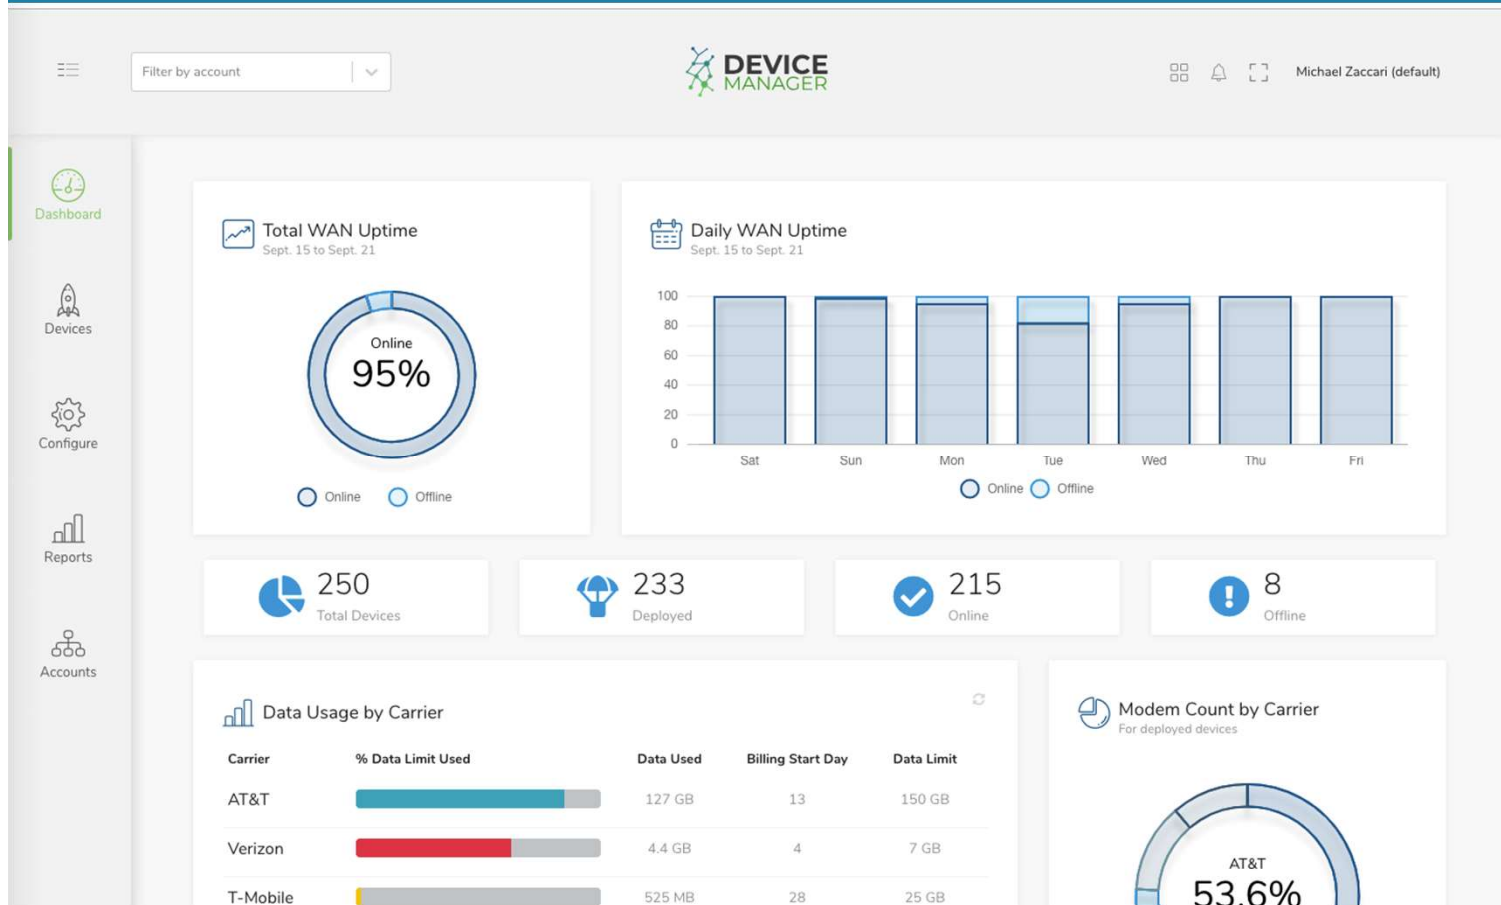 Filter by account
DEVICE
MANAGER
Michael Zaccari (default)
Dashboard
Devices
Configure
Reports
Accounts
Total WAN Uptime
Sept. 15 to Sept. 21
Online
95%
Online Offline
Daily WAN Uptime
Sept. 15 to Sept. 21
100
80
60
40
20
0
Sat Sun Mon Tue Wed Thu Fri
Online Offline
250
Total Devices
233
Deployed
215
Online
8
Offline
Data Usage by Carrier
Carrier % Data Limit Used Data Used Billing Start Day Data Limit
AT&T 127 GB 13 150 GB
Verizon 4.4 GB 4 7 GB
T-Mobile 525 MB 28 25 GB
Modem Count by Carrier
For deployed devices
AT&T
53.6%